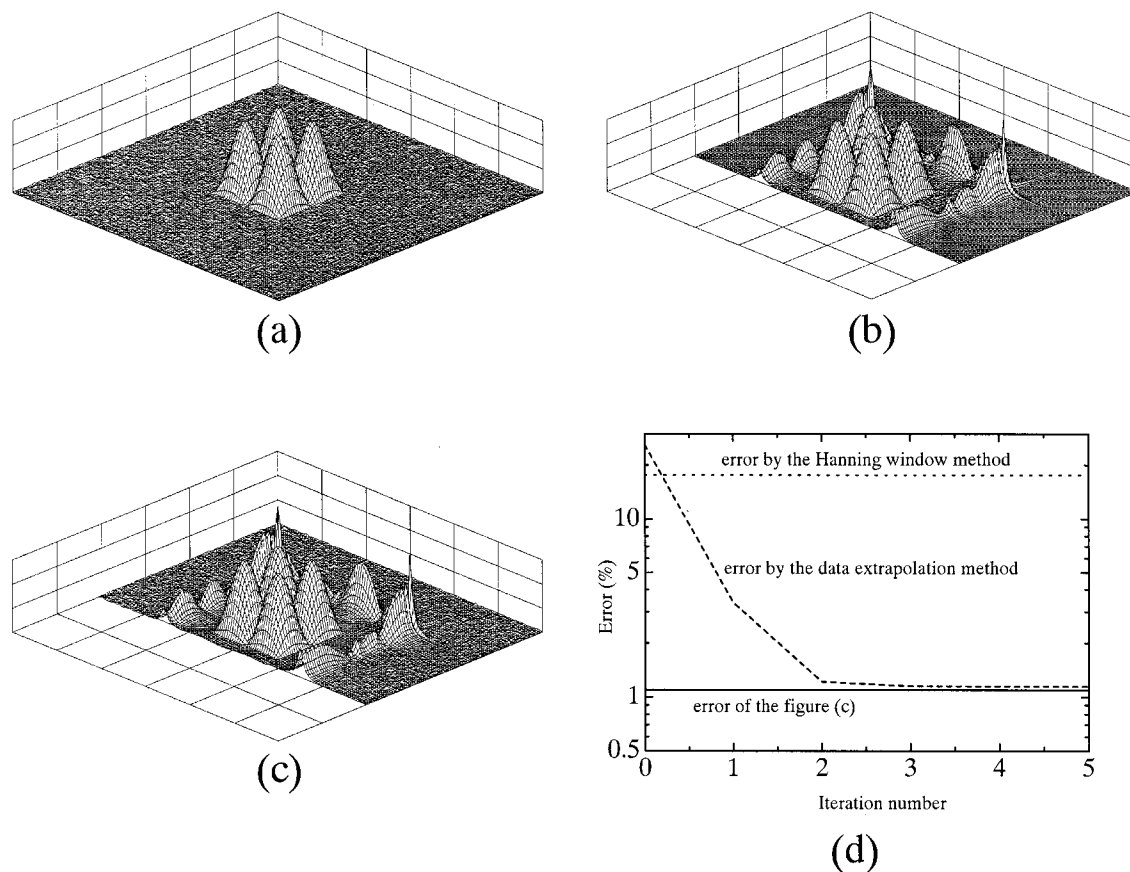 (a)
(b)
(c)
error by the Hanning window method
10
error by the data extrapolation method
5
Error (%)
1
error of the figure (c)
0.5
0 1 2 3 4 5
Iteration number
(d)